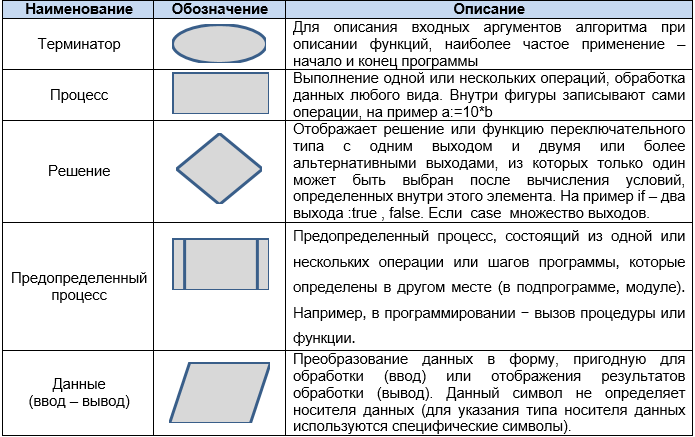 Наименование Обозначение Описание
Терминатор
Для описания входных аргументов алгоритма при
описании функций, наиболее частое применение –
начало и конец программы
Процесс
Выполнение одной или нескольких операций, обработка
данных любого вида. Внутри фигуры записывают сами
операции, на пример a:=10*b
Решение
Отображает решение или функцию переключательного
типа с одним выходом и двумя или более
альтернативными выходами, из которых только один
может быть выбран после вычисления условий,
определенных внутри этого элемента. На пример if – два
выхода :true , false. Если case множество выходов.
Предопределенный
процесс
Предопределенный процесс, состоящий из одной или
нескольких операции или шагов программы, которые
определены в другом месте (в подпрограмме, модуле).
Например, в программировании − вызов процедуры или
функции.
Данные
(ввод – вывод)
Преобразование данных в форму, пригодную для
обработки (ввод) или отображения результатов
обработки (вывод). Данный символ не определяет
носителя данных (для указания типа носителя данных
используются специфические символы).